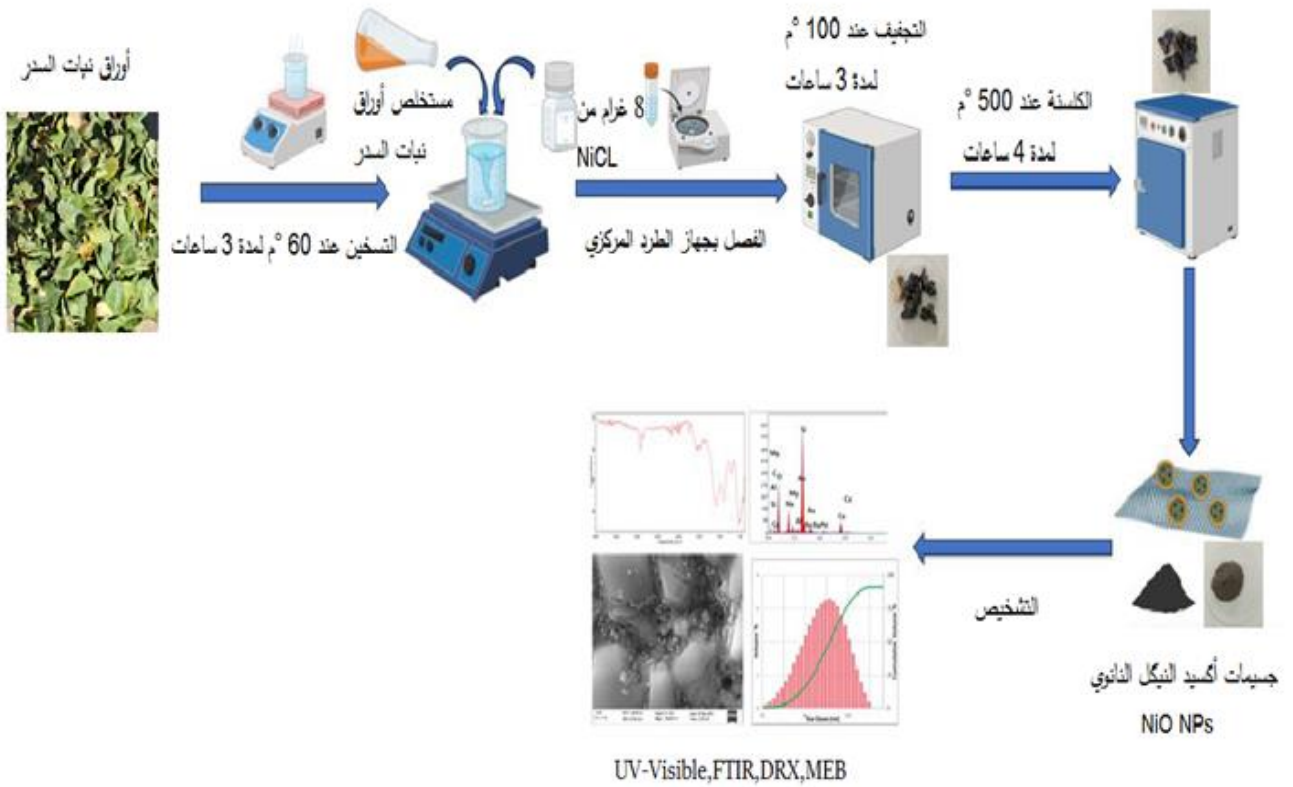 أوراق نبات السدر
مستخلص أوراق
نبات السدر
التسخين عند 60 °م لمدة 3 ساعات
8 غرام من
NiCL
الفصل بجهاز الطرد المركزي
التجفيف عند 100 °م
لمدة 3 ساعات
الكلسنة عند 500 °م
لمدة 4 ساعات
جسيمات أكسيد النيكل النانوي
NiO NPs
التشخيص
UV-Visible,FTIR,DRX,MEB